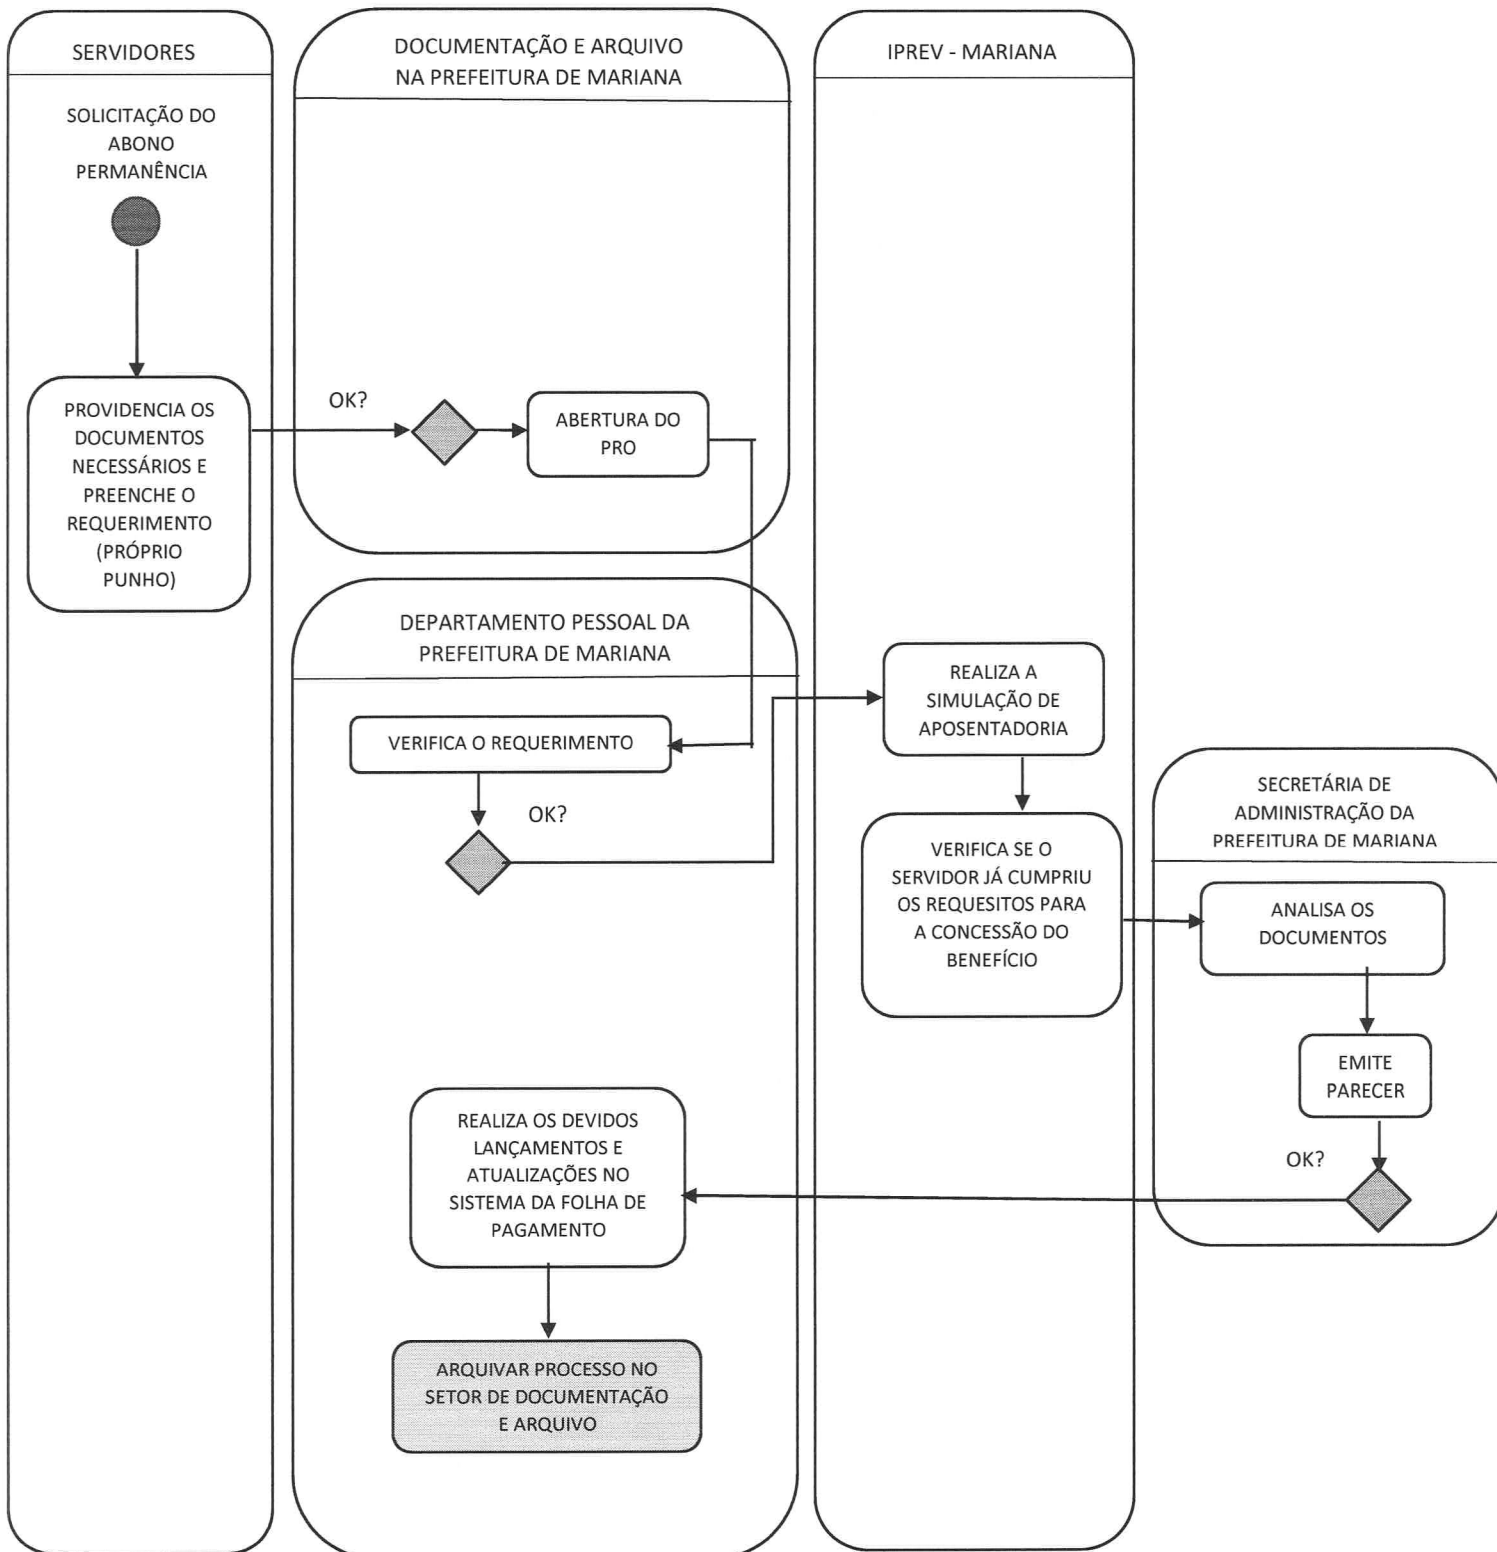 SERVIDORES
SOLICITAÇÃO DO
ABONO
PERMANÊNCIA
PROVIDENCIA OS
DOCUMENTOS
NECESSÁRIOS E
PREENCHE O
REQUERIMENTO
(PRÓPRIO
PUNHO)
DOCUMENTAÇÃO E ARQUIVO
NA PREFEITURA DE MARIANA
OK?
ABERTURA DO
PRO
DEPARTAMENTO PESSOAL DA
PREFEITURA DE MARIANA
VERIFICA O REQUERIMENTO
OK?
IPREV - MARIANA
REALIZA A
SIMULAÇÃO DE
APOSENTADORIA
VERIFICA SE O
SERVIDOR JÁ CUMPRIU
OS REQUESITOS PARA
A CONCESSÃO DO
BENEFÍCIO
SECRETÁRIA DE
ADMINISTRAÇÃO DA
PREFEITURA DE MARIANA
ANALISA OS
DOCUMENTOS
EMITE
PARECER
OK?
REALIZA OS DEVIDOS
LANÇAMENTOS E
ATUALIZAÇÕES NO
SISTEMA DA FOLHA DE
PAGAMENTO
ARQUIVAR PROCESSO NO
SETOR DE DOCUMENTAÇÃO
E ARQUIVO